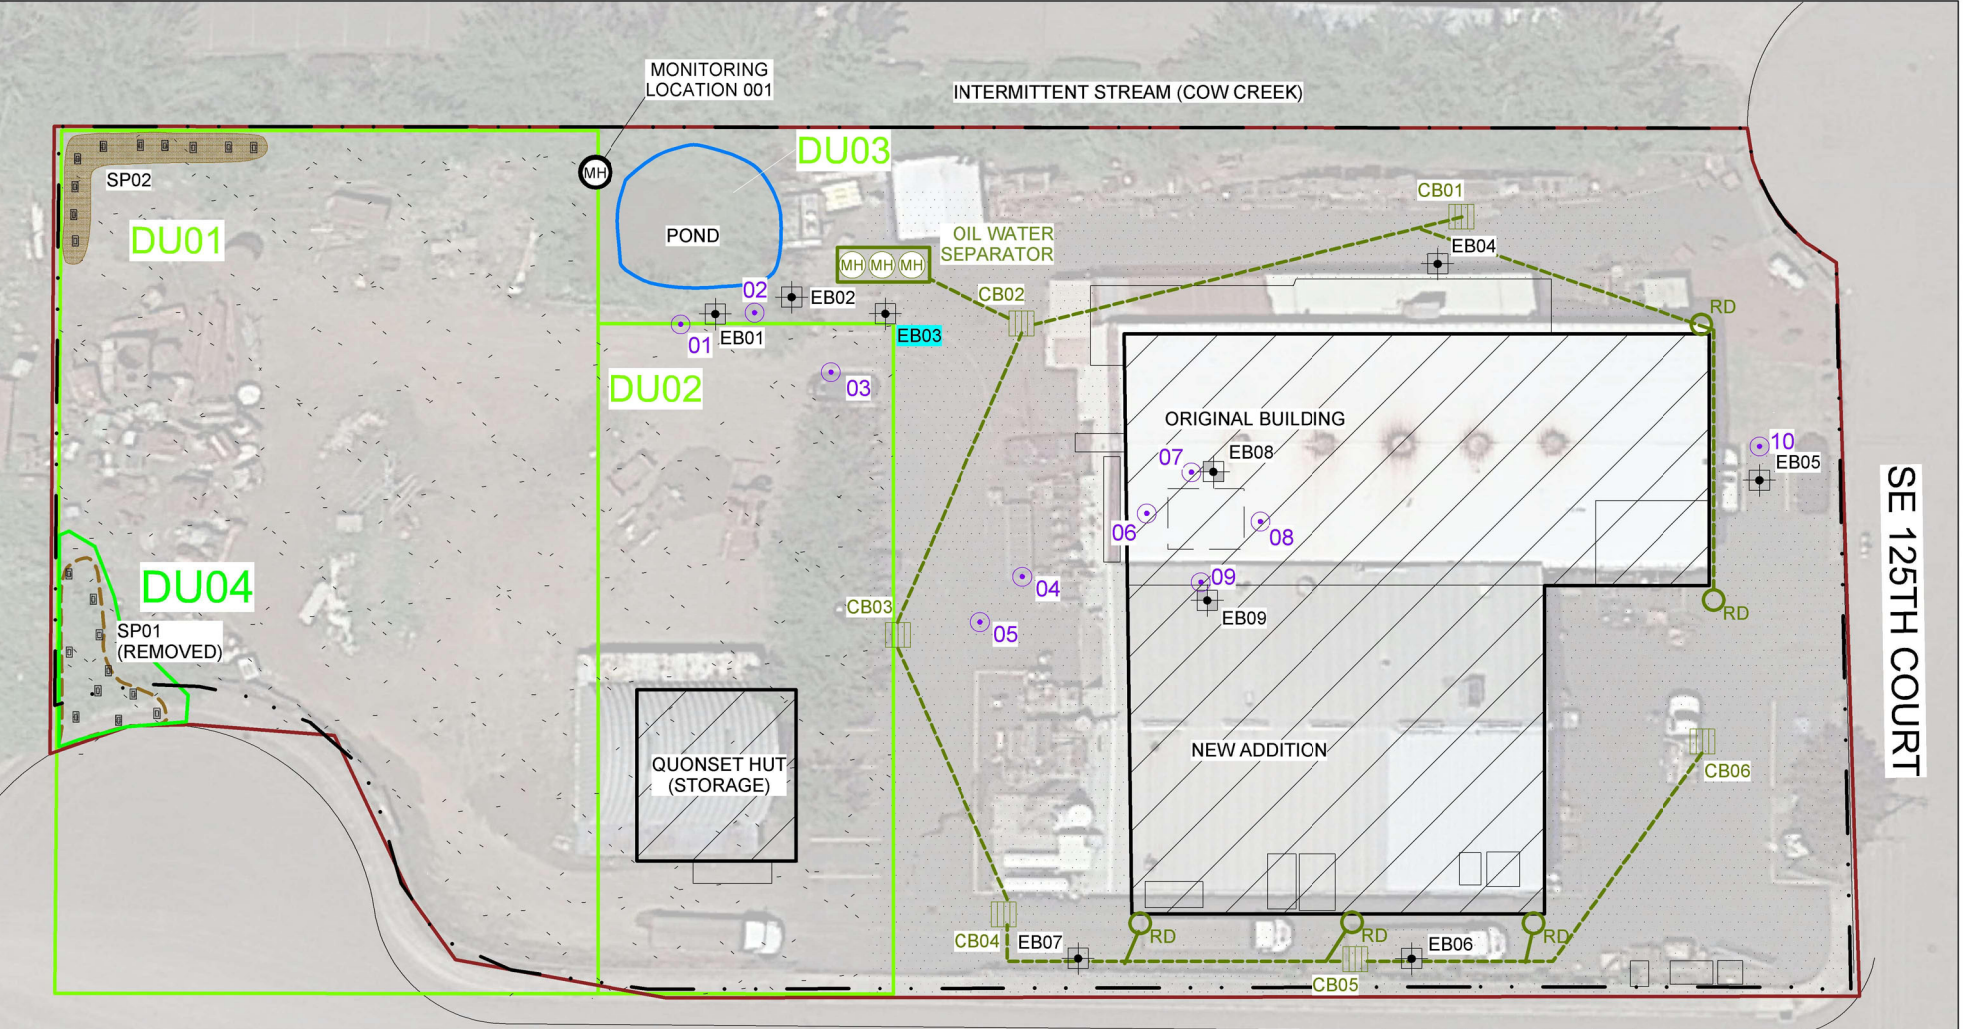 MONITORING
LOCATION 001
INTERMITTENT STREAM (COW CREEK)
DU03
MH
SP02
CB01
DU01
POND
OIL WATER
SEPARATOR
EB04
MH MH MH
02
EB02
CB02
RD
01
EB01
EB03
DU02
03
ORIGINAL BUILDING
10
07
EB08
EB05
06
08
SE 125TH COURT
DU04
04
09
CB03
RD
EB09
SP01
(REMOVED)
05
NEW ADDITION
QUONSET HUT
(STORAGE)
CB06
CB04
EB07
RD
RD
EB06
RD
CB05